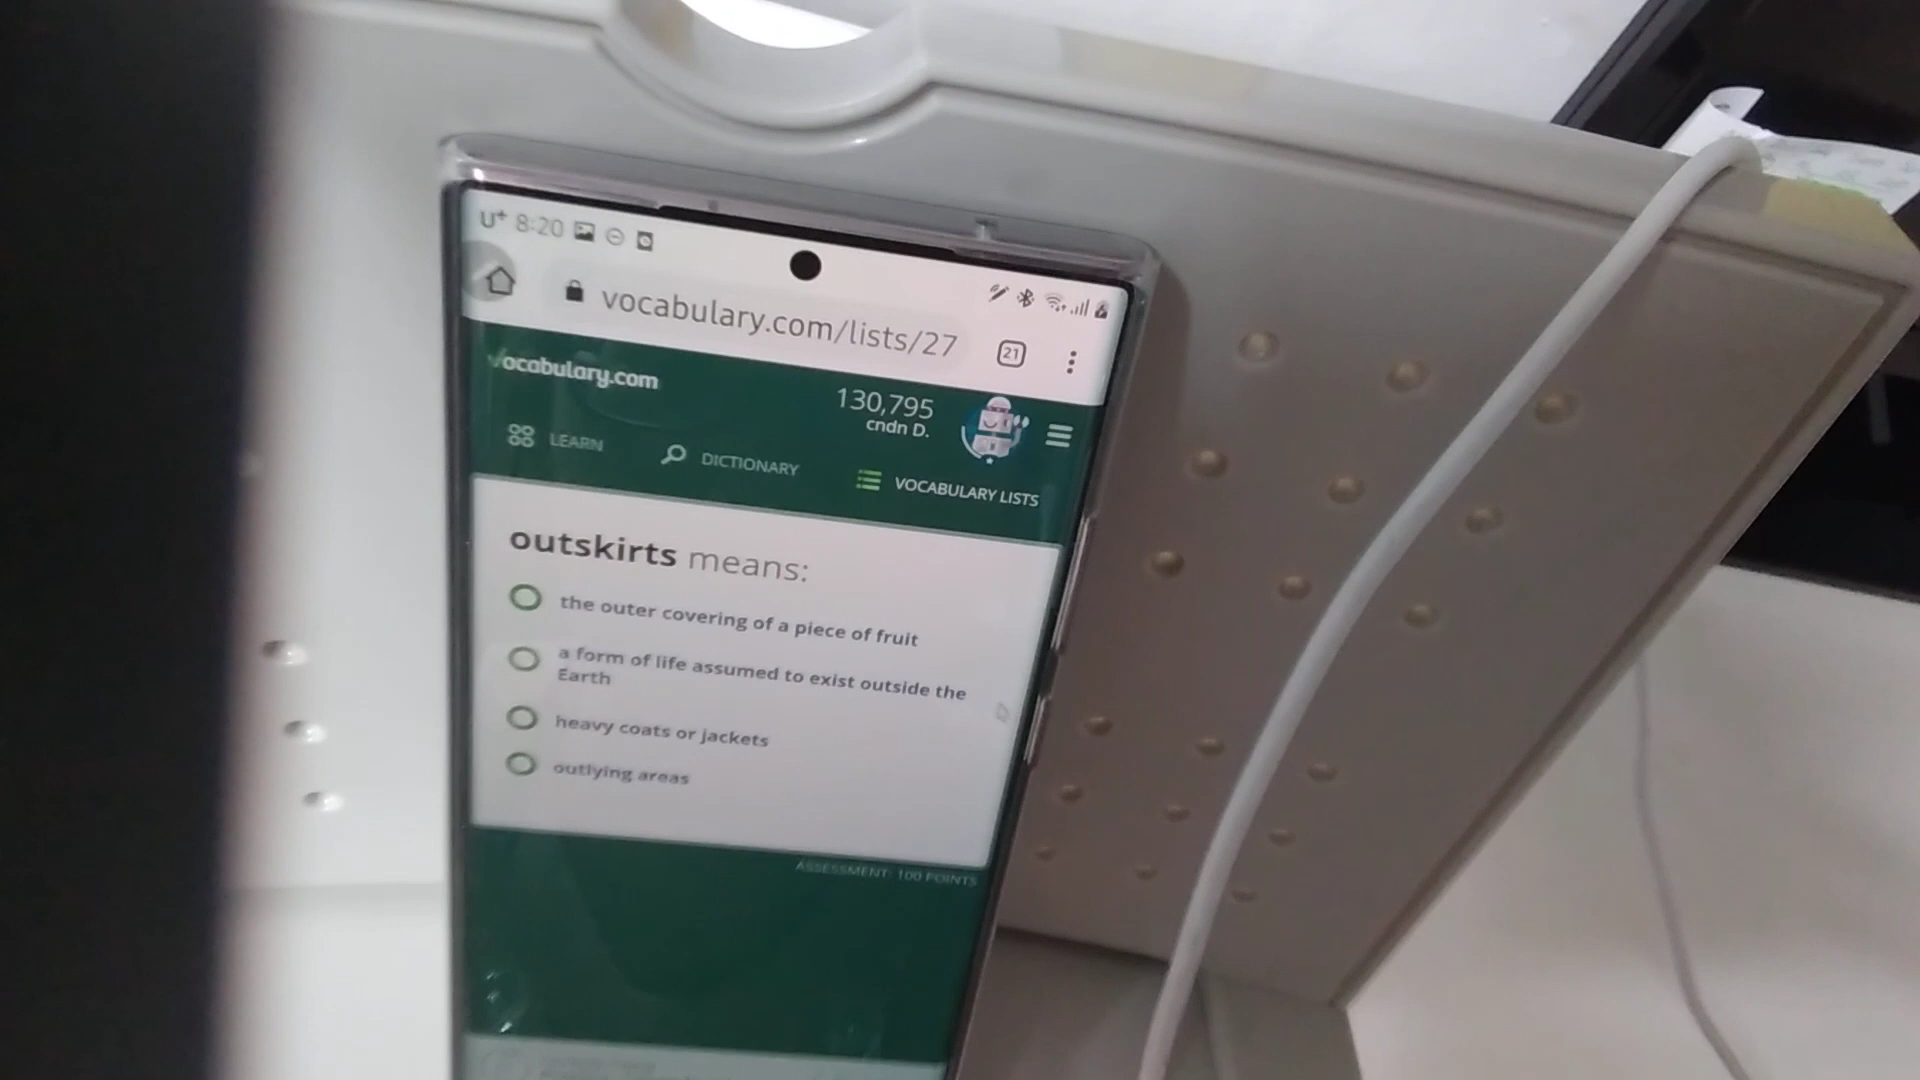 U+ 8:20
vocabulary.com/lists/27
21
vocabulary.com
130,795
cndn D.
LEARN
DICTIONARY
VOCABULARY LISTS
outskirts means:
the outer covering of a piece of fruit
a form of life assumed to exist outside the
Earth
heavy coats or jackets
outlying areas
ASSESSMENT: 100 POINTS